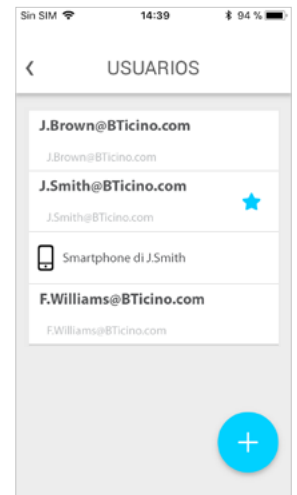 Sin SIM 14:39 94 %
USUARIOS
J.Brown@BTicino.com
J.Brown@BTicino.com
J.Smith@BTicino.com
J.Smith@BTicino.com
Smartphone di J.Smith
F.Williams@BTicino.com
F.Williams@BTicino.com